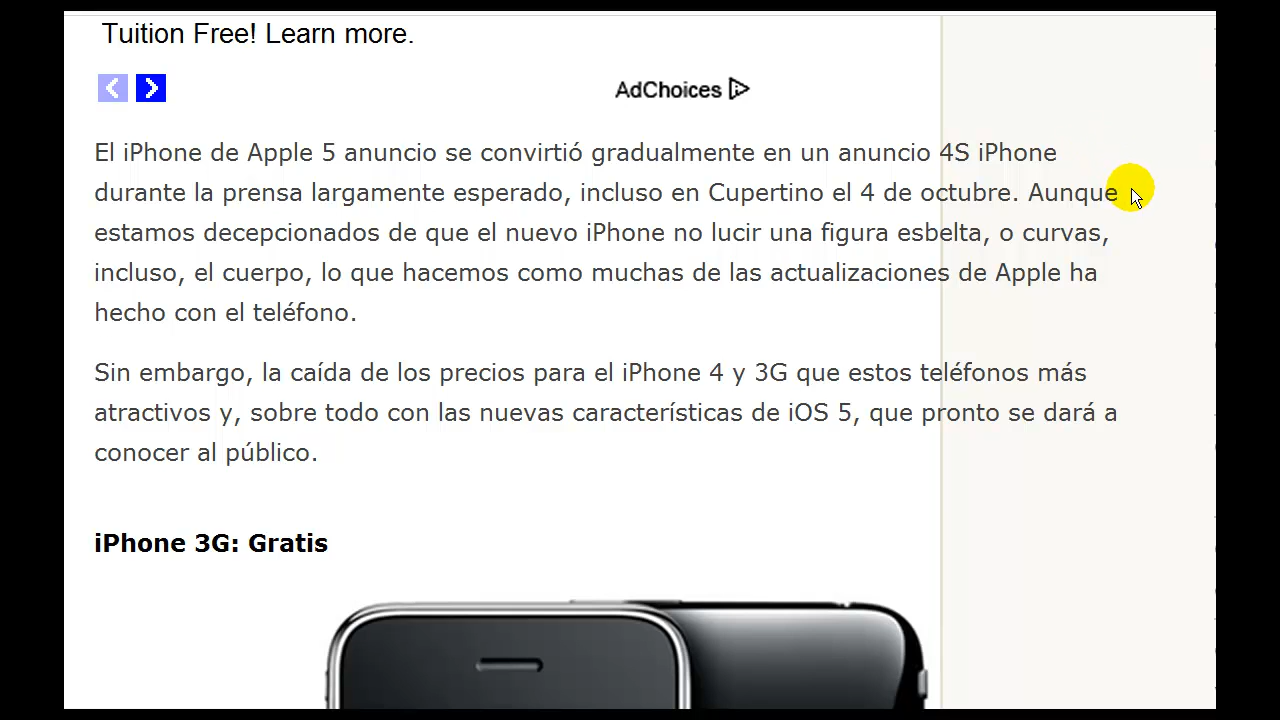 Tuition Free! Learn more.
AdChoices
El iPhone de Apple 5 anuncio se convirtió gradualmente en un anuncio 4S iPhone
durante la prensa largamente esperado, incluso en Cupertino el 4 de octubre. Aunque
estamos decepcionados de que el nuevo iPhone no lucir una figura esbelta, o curvas,
incluso, el cuerpo, lo que hacemos como muchas de las actualizaciones de Apple ha
hecho con el teléfono.
Sin embargo, la caída de los precios para el iPhone 4 y 3G que estos teléfonos más
atractivos y, sobre todo con las nuevas características de iOS 5, que pronto se dará a
conocer al público.
iPhone 3G: Gratis